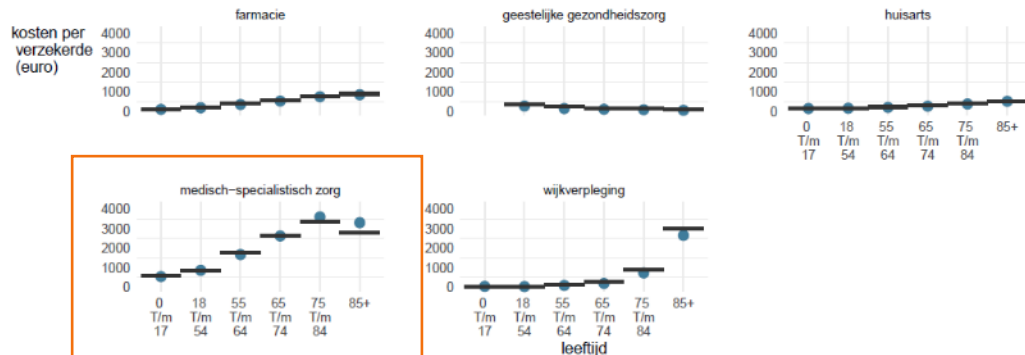 farmacie
geestelijke gezondheidszorg
huisarts
kosten per
verzekerde
(euro)
4000
3000
2000
1000
0
4000
3000
2000
1000
0
4000
3000
2000
1000
0
0 18 55 65 75 85+
T/m T/m T/m T/m T/m
17 54 64 74 84
medisch-specialistisch zorg
wijkverpleging
4000
3000
2000
1000
0
4000
3000
2000
1000
0
0 18 55 65 75 85+
T/m T/m T/m T/m T/m
17 54 64 74 84
0 18 55 65 75 85+
T/m T/m T/m T/m T/m
17 54 64 74 84
leeftijd